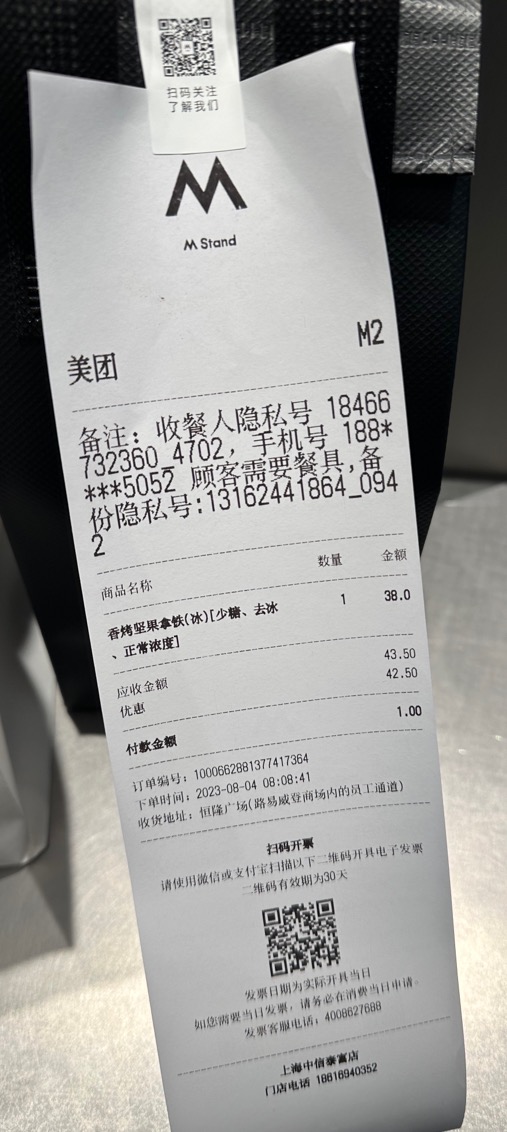 扫码关注
了解我们
M Stand
美团 M2
备注: 收餐人隐私号 18466
732360_4702, 手机号 188*
***5052 顾客需要餐具,备
份隐私号:13162441864_094
2
商品名称 数量 金额
香烤坚果拿铁(冰)[少糖、去冰 1 38.0
、正常浓度]
应收金额 43.50
优惠 42.50
付款金额 1.00
订单编号: 1000662881377417364
下单时间: 2023-08-04 08:08:41
收货地址: 恒隆广场(路易威登商场内的员工通道)
扫码开票
请使用微信或支付宝扫描以下二维码开具电子发票
二维码有效期为30天
发票日期为实际开具当日
如您需要当日发票, 请务必在消费当日申请。
发票客服电话: 4008627688
上海中信泰富店
门店电话 18616940352